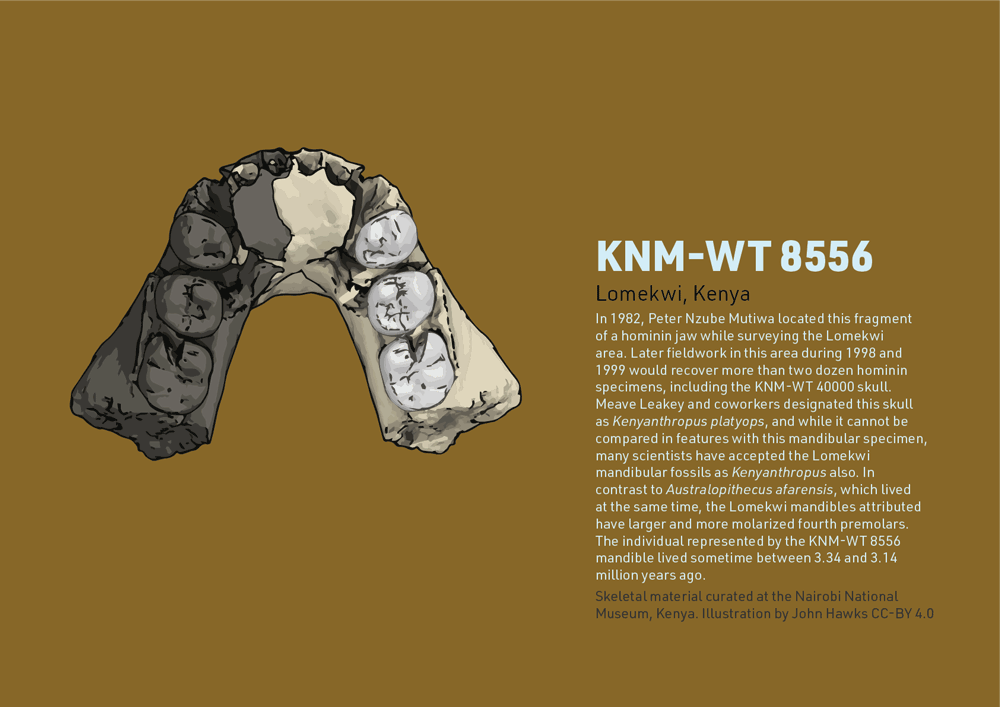 KNM-WT 8556
Lomekwi, Kenya
In 1982, Peter Nzube Mutiwa located this fragment
of a hominin jaw while surveying the Lomekwi
area. Later fieldwork in this area during 1998 and
1999 would recover more than two dozen hominin
specimens, including the KNM-WT 40000 skull.
Meave Leakey and coworkers designated this skull
as Kenyanthropus platyops, and while it cannot be
compared in features with this mandibular specimen,
many scientists have accepted the Lomekwi
mandibular fossils as Kenyanthropus also. In
contrast to Australopithecus afarensis, which lived
at the same time, the Lomekwi mandibles attributed
have larger and more molarized fourth premolars.
The individual represented by the KNM-WT 8556
mandible lived sometime between 3.34 and 3.14
million years ago.
Skeletal material curated at the Nairobi National
Museum, Kenya. Illustration by John Hawks CC-BY 4.0